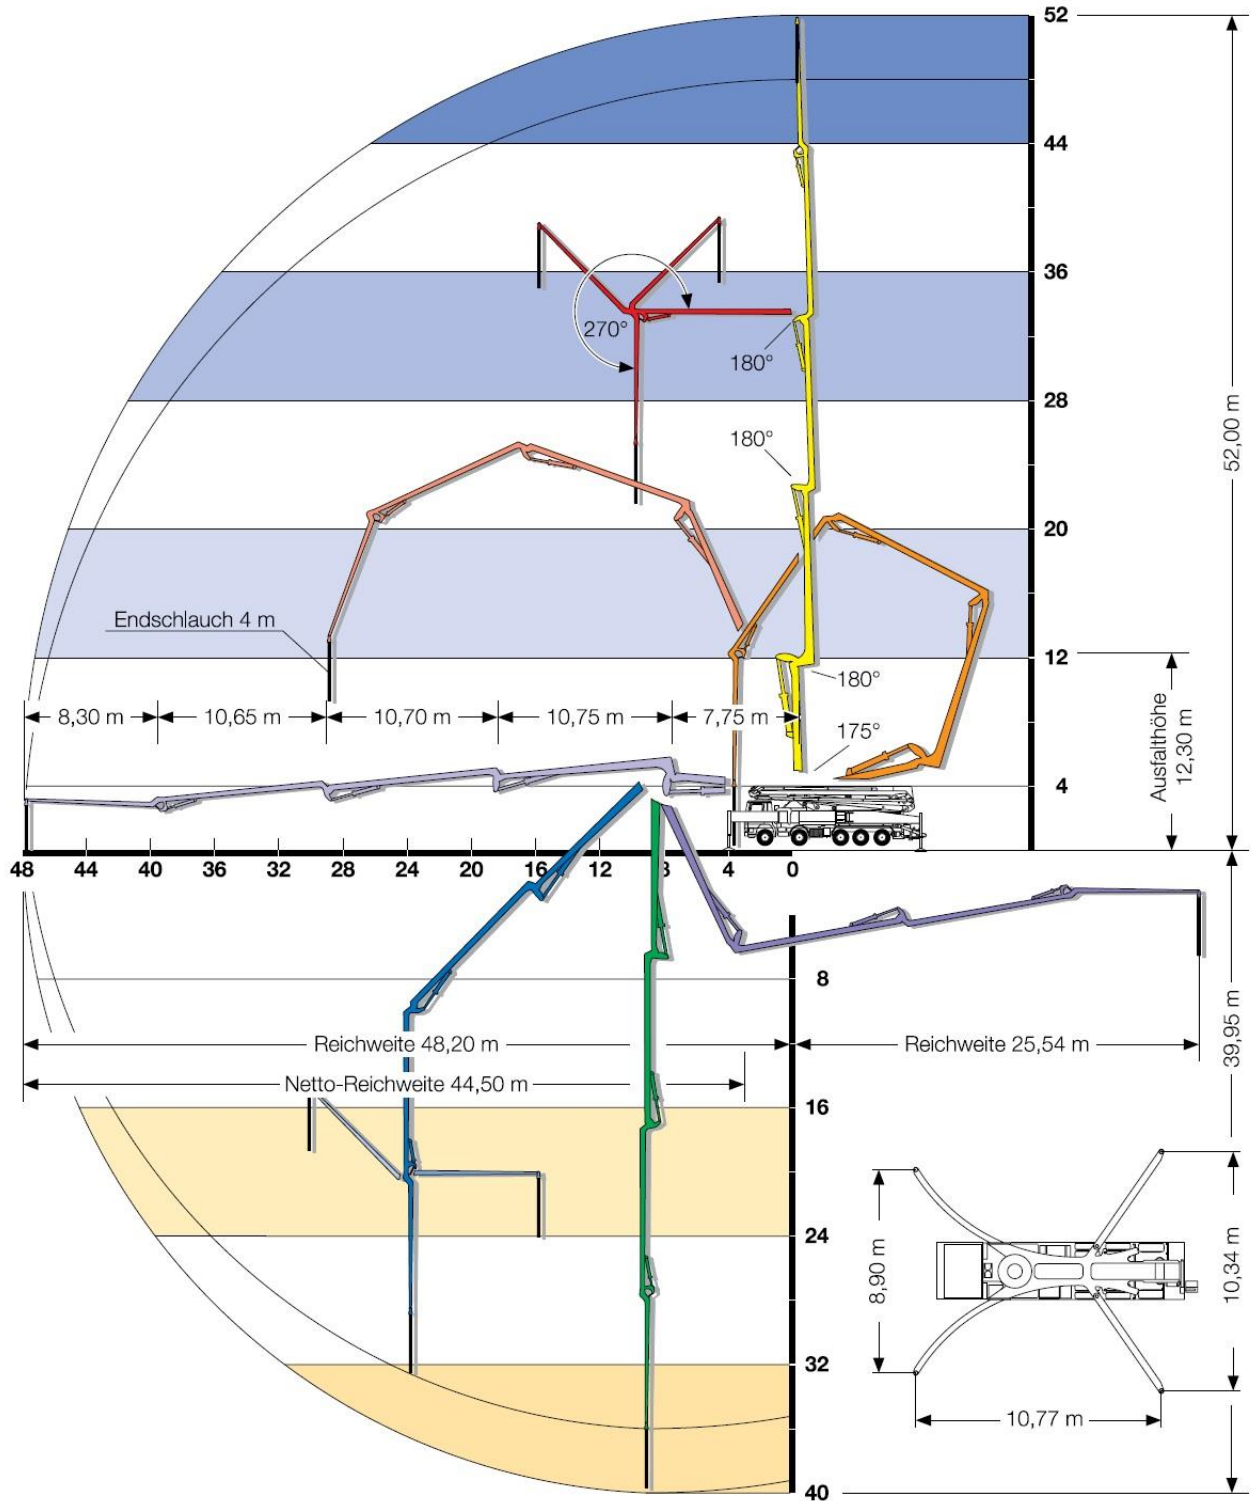 52
44
36
270°
180°
28
180°
52,00 m
20
Endschlauch 4 m
12
180°
8,30 m
10,65 m
10,70 m
10,75 m
7,75 m
175°
Ausfalthöhe
12,30 m
4
48 44 40 36 32 28 24 20 16 12 8 4 0
8
Reichweite 48,20 m
Reichweite 25,54 m
39,95 m
Netto-Reichweite 44,50 m
16
24
8,90 m
10,34 m
32
10,77 m
40